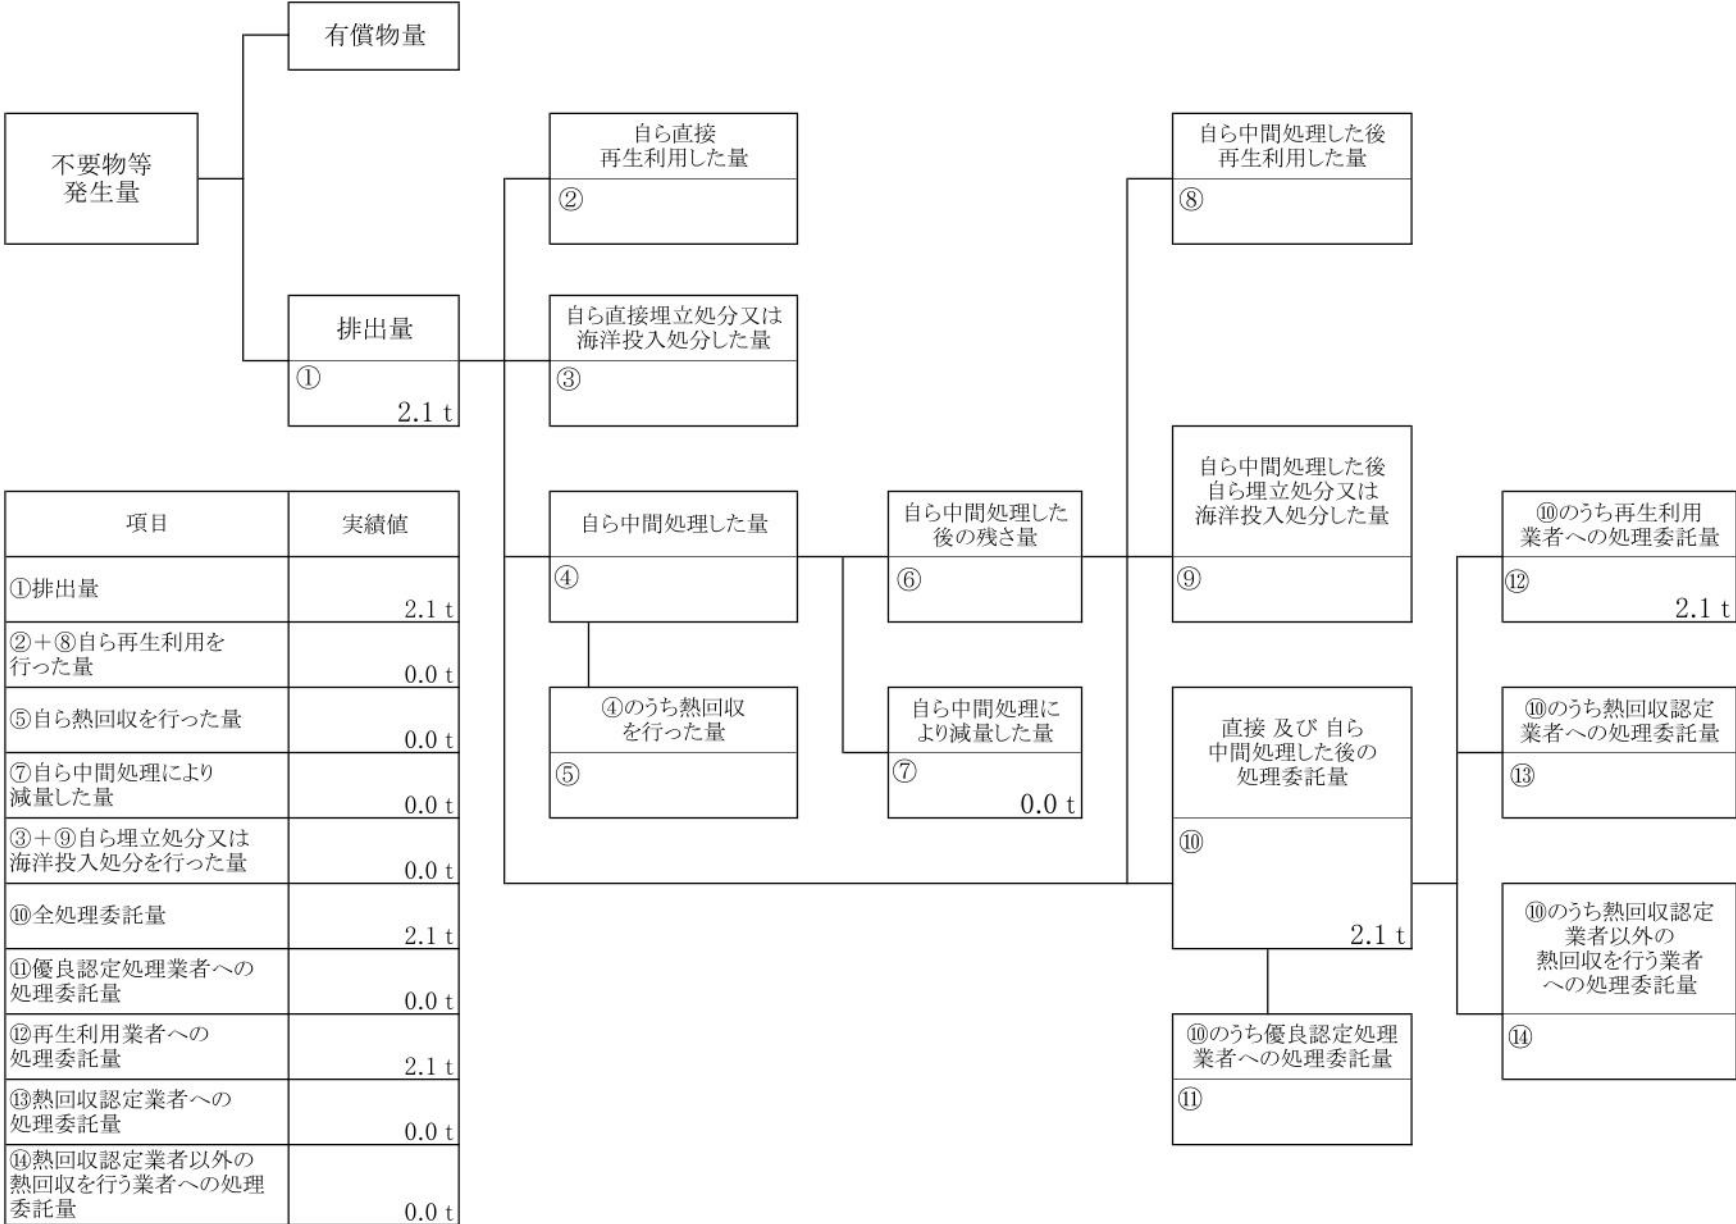 有償物量
不要物等
発生量
自ら直接
再生利用した量
②
自ら中間処理した後
再生利用した量
⑧
排出量
①
2.1 t
自ら直接埋立処分又は
海洋投入処分した量
③
自ら中間処理した量
④
自ら中間処理した
後の残さ量
⑥
自ら中間処理した後
自ら埋立処分又は
海洋投入処分した量
⑨
⑩のうち再生利用
業者への処理委託量
⑫
2.1 t
④のうち熱回収
を行った量
⑤
自ら中間処理に
より減量した量
⑦
0.0 t
直接 及び 自ら
中間処理した後の
処理委託量
⑩
2.1 t
⑩のうち熱回収認定
業者への処理委託量
⑬
⑩のうち熱回収認定
業者以外の
熱回収を行う業者
への処理委託量
⑭
⑩のうち優良認定処理
業者への処理委託量
⑪
項目 実績値
①排出量
2.1 t
②+⑧自ら再生利用を
行った量
0.0 t
⑤自ら熱回収を行った量
0.0 t
⑦自ら中間処理により
減量した量
0.0 t
③+⑨自ら埋立処分又は
海洋投入処分を行った量
0.0 t
⑩全処理委託量
2.1 t
⑪優良認定処理業者への
処理委託量
0.0 t
⑫再生利用業者への
処理委託量
2.1 t
⑬熱回収認定業者への
処理委託量
0.0 t
⑭熱回収認定業者以外の
熱回収を行う業者への処理
委託量
0.0 t